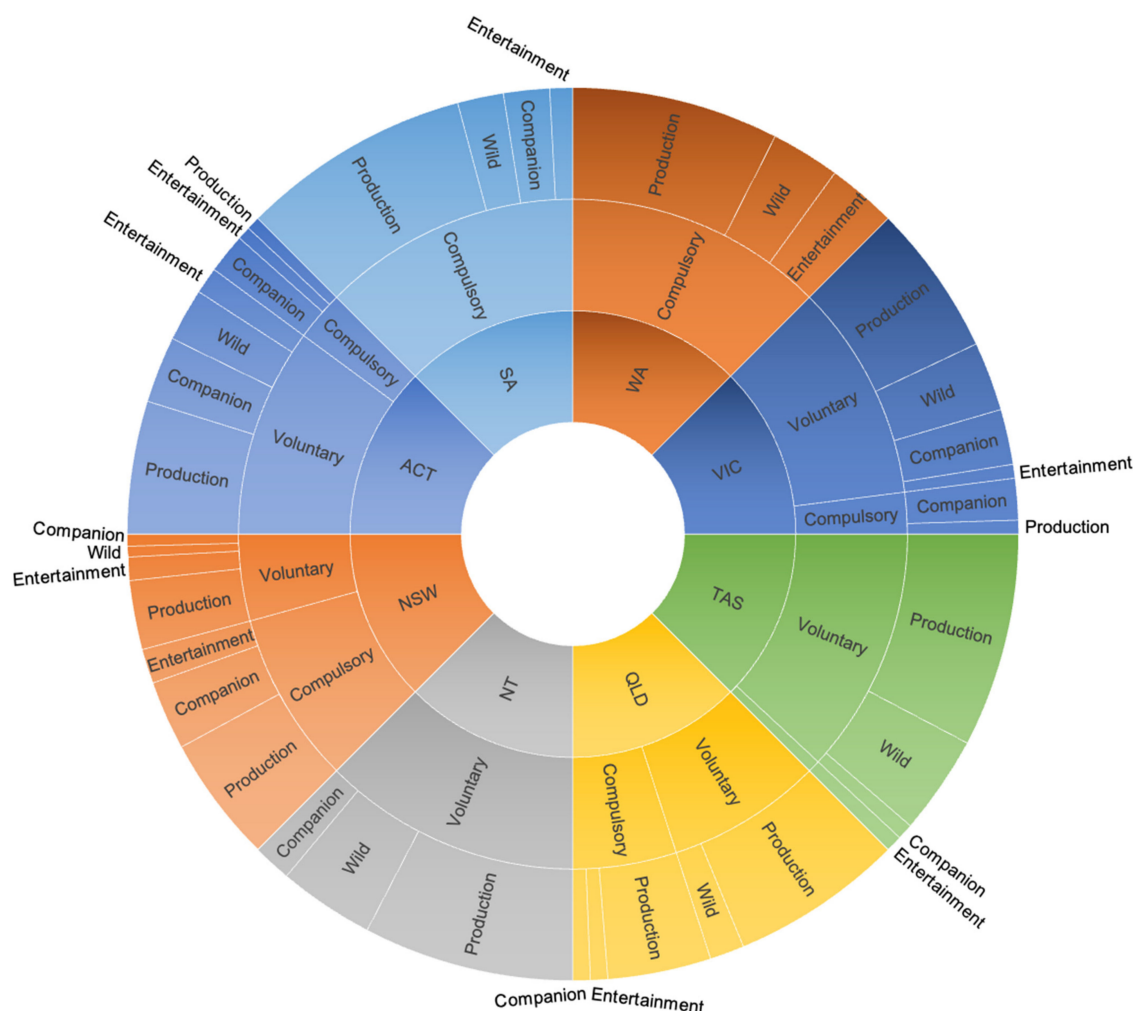 WA
Compulsory
Production
Wild
Entertainment
VIC
Voluntary
Production
Wild
Companion
Entertainment
Compulsory
Companion
Production
TAS
Voluntary
Production
Wild
Companion
Entertainment
QLD
Voluntary
Production
Wild
Compulsory
Production
Entertainment
Companion
NT
Voluntary
Production
Wild
Companion
NSW
Compulsory
Production
Companion
Entertainment
Voluntary
Production
Entertainment
Wild
Companion
ACT
Voluntary
Production
Companion
Wild
Entertainment
Compulsory
Companion
Entertainment
Production
SA
Compulsory
Production
Wild
Companion
Entertainment